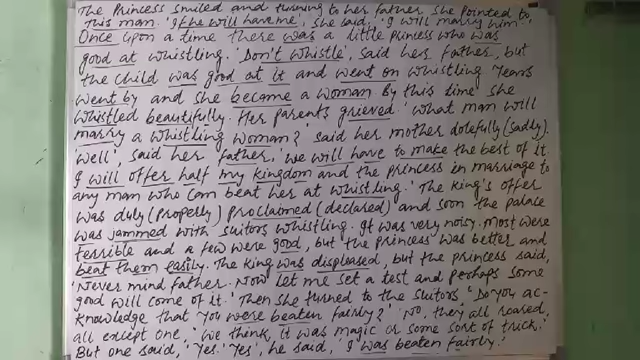 The Princess smiled and turning to her father she pointed to
this man. 'If he will have me', she said, 'I will marry him'.
Once upon a time there was a little princess who was
good at whistling. 'Don't whistle', said her father, but
the child was good at it and went on whistling Years
went by and she became a woman By this time she
whistled beautifully. Her parents grieved 'What man will
marry a whistling woman? said her mother dolefully (sadly).
'Well' said her father, 'we will have to make the best of it.
I will offer half my kingdom and the princess in marriage to
any man who can beat her at whistling.' The king's offer
was duly (properly) proclaimed (declared) and soon the palace
was jammed with suitors whistling. It was very noisy. Most were
terrible and a few were good, but the princess was better and
beat them easily. The king was displeased, but the princess said,
'Never mind father. Now let me set a test and perhaps some
good will come of it.' Then she turned to the suitors, 'Do you ac-
knowledge that you were beaten fairly?' 'No, they all roared,
all except one. 'We think, it was magic or some sort of trick.'
But one said, 'Yes.' 'Yes', he said, 'I was beaten fairly.'